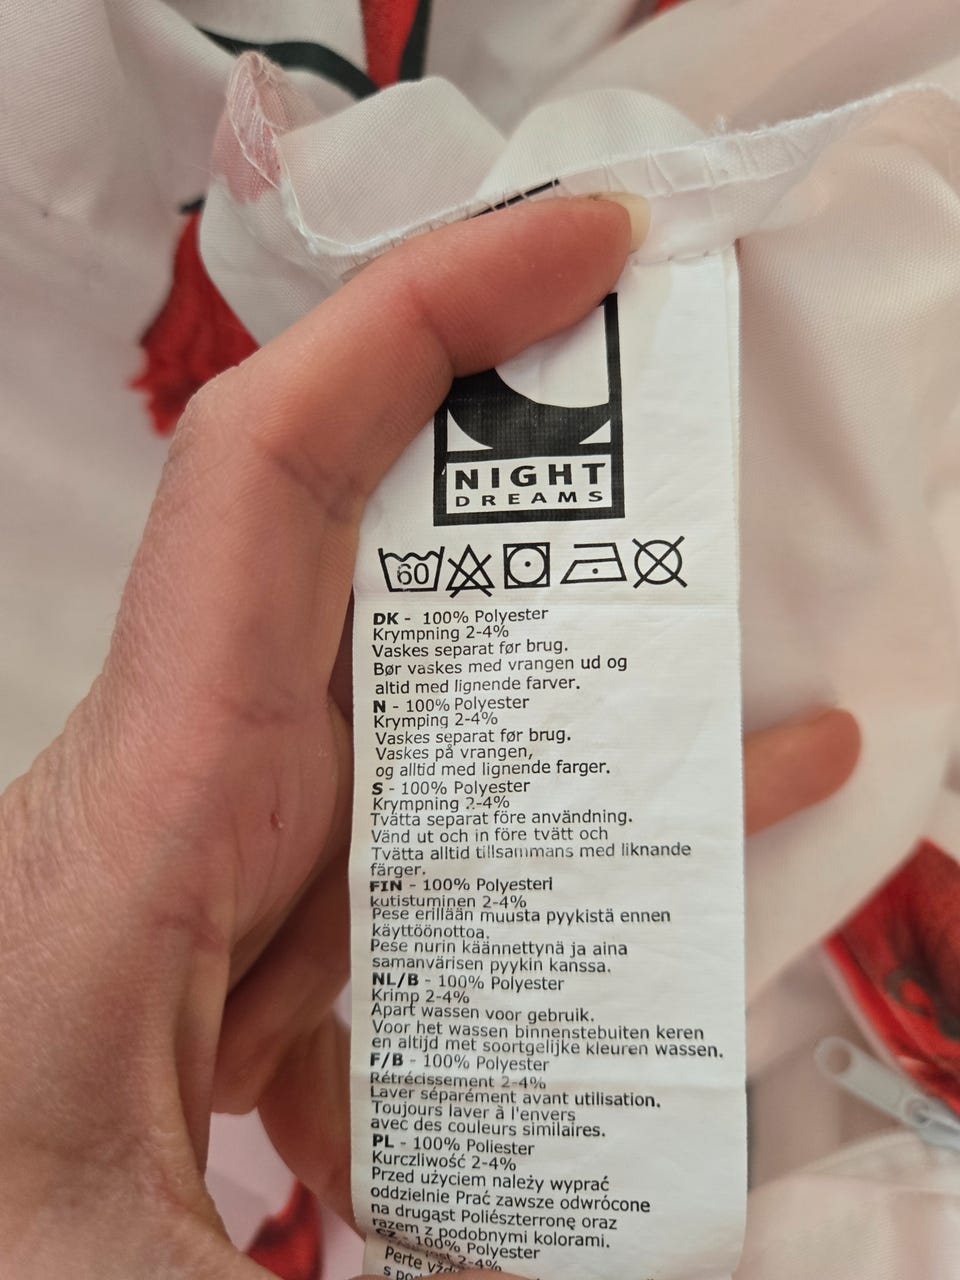 NIGHT
DREAMS
60
DK - 100% Polyester
Krympning 2-4%
Vaskes separat før brug.
Bør vaskes med vrangen ud og
altid med lignende farver.
N - 100% Polyester
Krymping 2-4%
Vaskes separat før brug.
Vaskes på vrangen,
og alltid med lignende farger.
S - 100% Polyester
Krympning 2-4%
Tvätta separat före användning.
Vänd ut och in före tvätt och
Tvätta alltid tillsammans med liknande
färger.
FIN - 100% Polyesteri
kutistuminen 2-4%
Pese erillään muusta pyykistä ennen
käyttöönottoa.
Pese nurin käännettynä ja aina
samanvärisen pyykin kanssa.
NL/B - 100% Polyester
Krimp 2-4%
Apart wassen voor gebruik.
Voor het wassen binnenstebuiten keren
en altijd met soortgelijke kleuren wassen.
F/B - 100% Polyester
Rétrécissement 2-4%
Laver séparément avant utilisation.
Toujours laver à l'envers
avec des couleurs similaires.
PL - 100% Poliester
Kurczliwość 2-4%
Przed użyciem należy wyprać
oddzielnie Prać zawsze odwrócone
na drugąst Poliészterronę oraz
razem z podobnymi kolorami.
CZ - 100% Polyester
2-4%
Perte
s